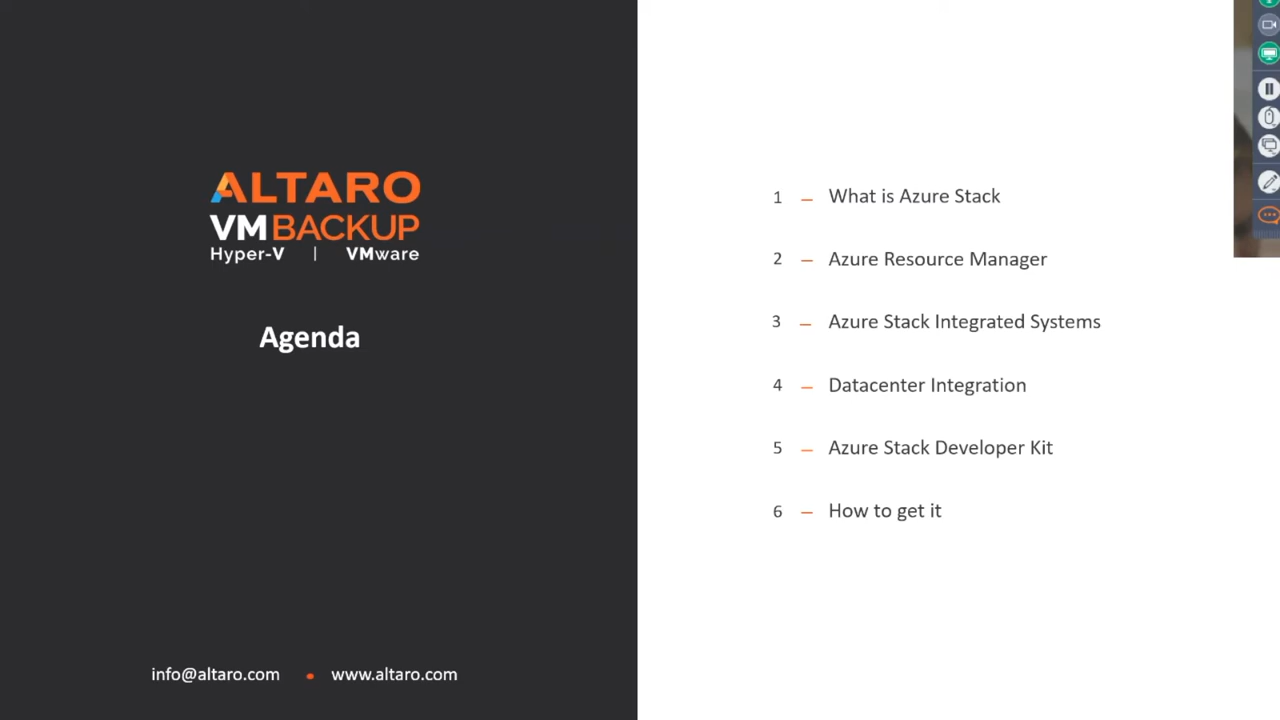 ALTARO
VM BACKUP
Hyper-V | VMware
Agenda
info@altaro.com • www.altaro.com
1 – What is Azure Stack
2 – Azure Resource Manager
3 – Azure Stack Integrated Systems
4 – Datacenter Integration
5 – Azure Stack Developer Kit
6 – How to get it